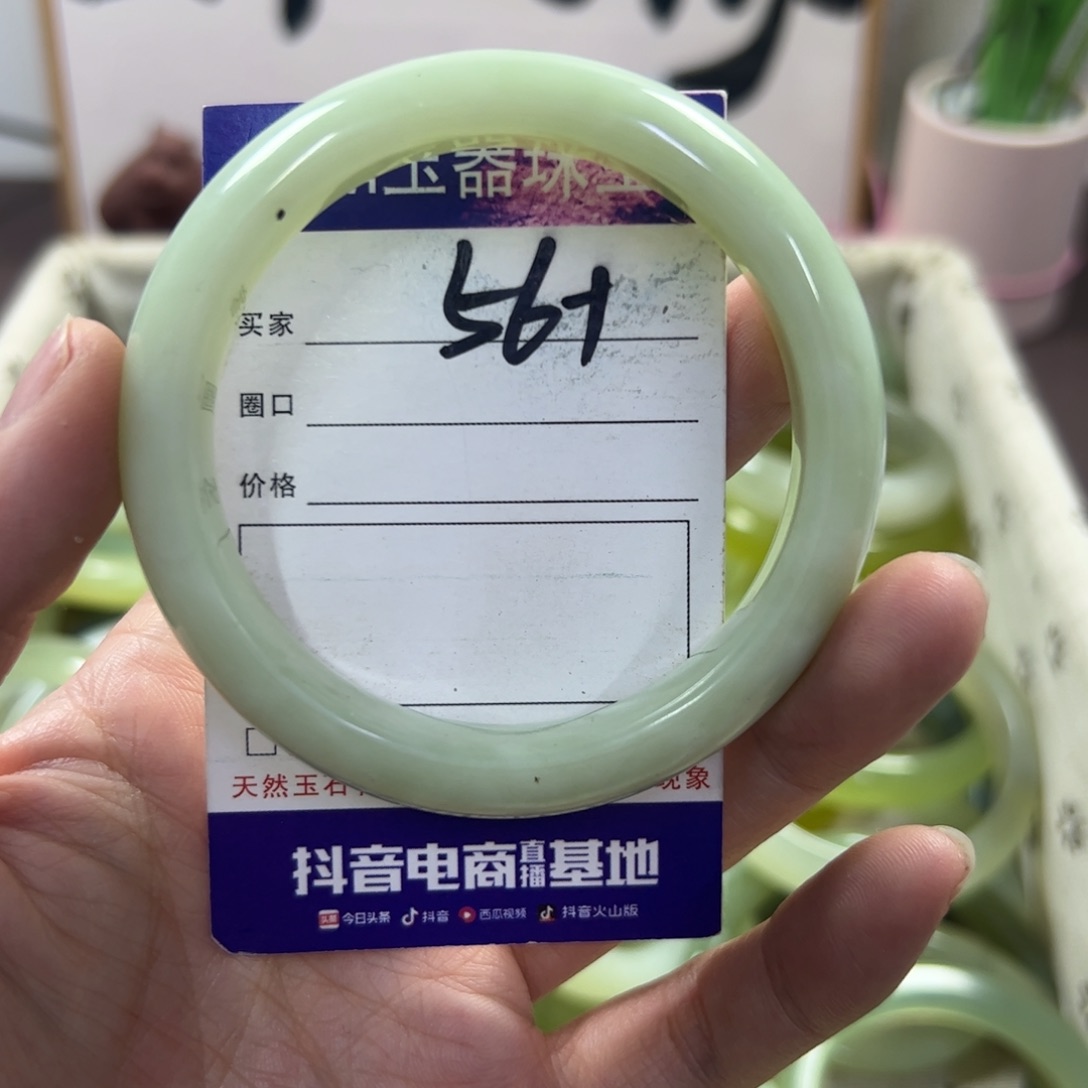 玉器珠宝
56+
买家
圈口
价格
天然玉石 现象
抖音电商直播基地
今日头条 抖音 西瓜视频 抖音火山版